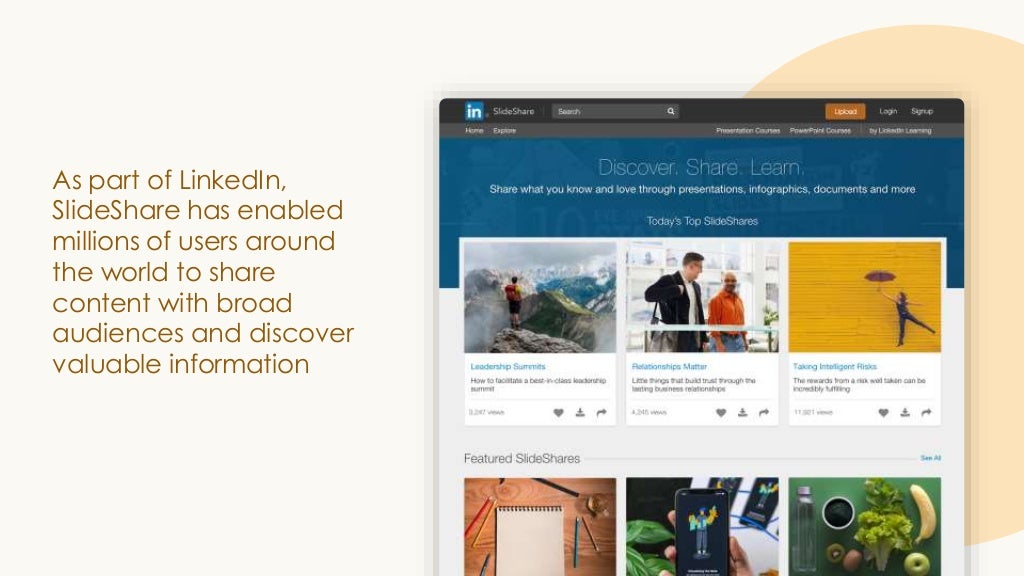 As part of LinkedIn,
SlideShare has enabled
millions of users around
the world to share
content with broad
audiences and discover
valuable information
in SlideShare Search Upload Login Signup
Home Explore Presentation Courses PowerPoint Courses by LinkedIn Learning
Discover. Share. Learn.
Share what you know and love through presentations, infographics, documents and more
Today's Top SlideShares
Leadership Summits
How to facilitate a best-in-class leadership
summit
3,247 views
Relationships Matter
Little things that build trust through the
lasting business relationships
4,245 views
Taking Intelligent Risks
The rewards from a risk well taken can be
incredibly fulfilling
11,921 views
Featured SlideShares See All